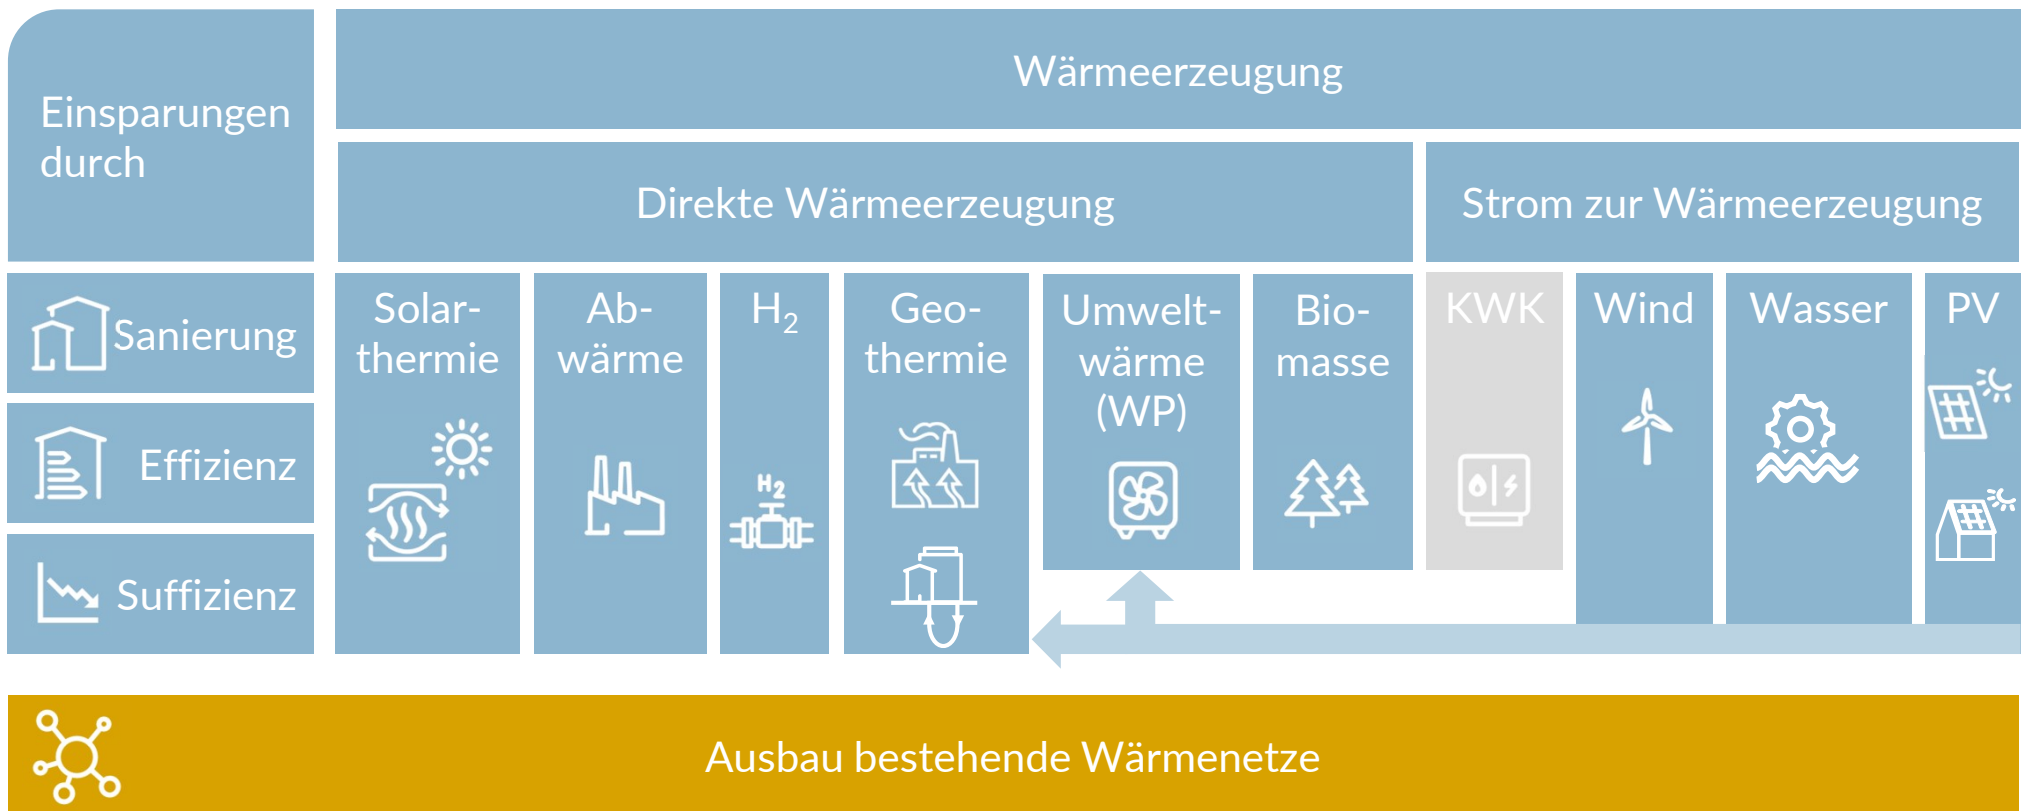 Einsparungen
durch
Wärmeerzeugung
Direkte Wärmeerzeugung
Strom zur Wärmeerzeugung
Sanierung
Effizienz
Suffizienz
Solar-
thermie
Ab-
wärme
H₂
H₂
Geo-
thermie
Umwelt-
wärme
(WP)
Bio-
masse
KWK
Wind
Wasser
PV
Ausbau bestehende Wärmenetze